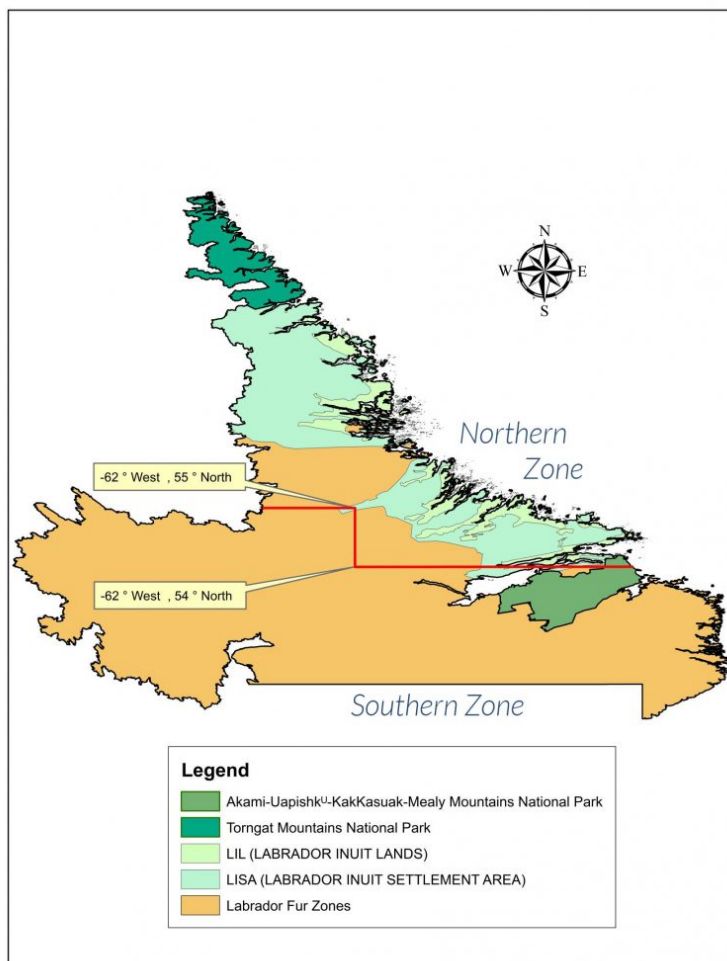 N
W E
S
Northern
Zone
-62 ° West , 55 ° North
-62 ° West , 54 ° North
Southern Zone
Legend
Akami-Uapishkᵁ-KakKasuak-Mealy Mountains National Park
Torngat Mountains National Park
LIL (LABRADOR INUIT LANDS)
LISA (LABRADOR INUIT SETTLEMENT AREA)
Labrador Fur Zones